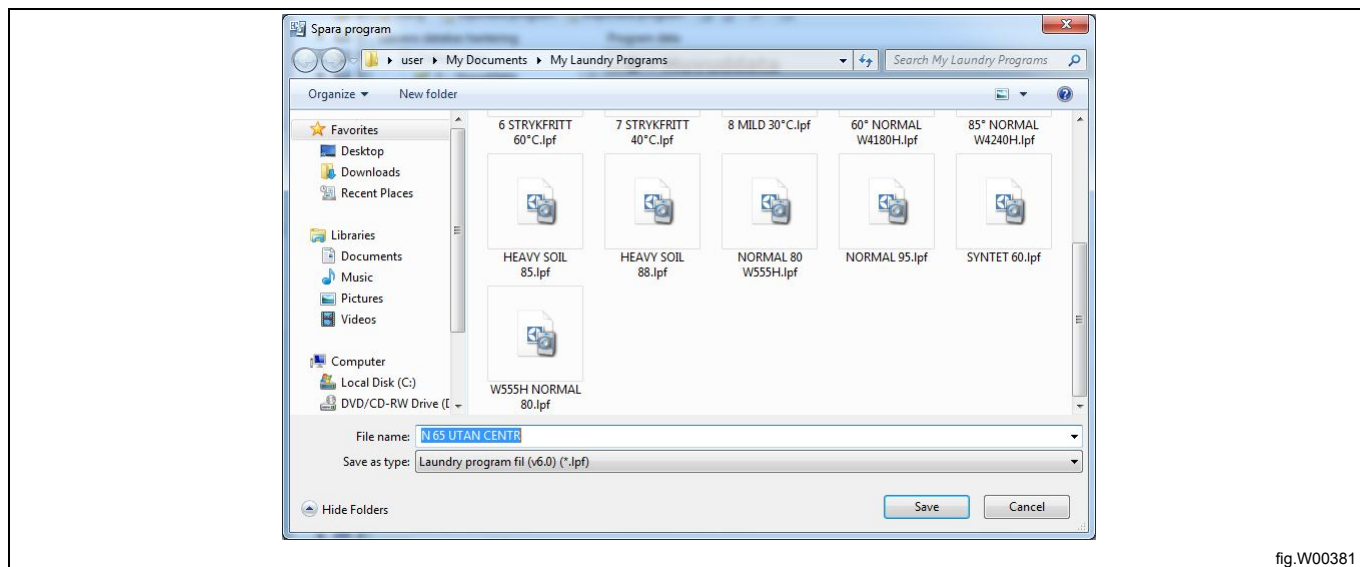 Spara program
user ▸ My Documents ▸ My Laundry Programs
Search My Laundry Programs
Organize
New folder
Favorites
Desktop
Downloads
Recent Places
Libraries
Documents
Music
Pictures
Videos
Computer
Local Disk (C:)
DVD/CD-RW Drive (
6 STRYKFRITT
60°C.lpf
7 STRYKFRITT
40°C.lpf
8 MILD 30°C.lpf
60° NORMAL
W4180H.lpf
85° NORMAL
W4240H.lpf
HEAVY SOIL
85.lpf
HEAVY SOIL
88.lpf
NORMAL 80
W555H.lpf
NORMAL 95.lpf
SYNTET 60.lpf
W555H NORMAL
80.lpf
File name: N 65 UTAN CENTR
Save as type: Laundry program fil (v6.0) (*.lpf)
Hide Folders
Save
Cancel
fig.W00381